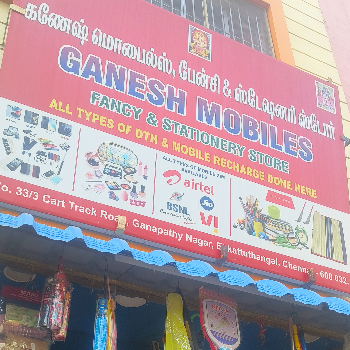 கணேஷ் மொபைல்ஸ், பேன்சி & ஸ்டேஷனரி ஸ்டோர்
GANESH MOBILES
FANCY & STATIONERY STORE
ALL TYPES OF DTH & MOBILE RECHARGE DONE HERE
airtel
BSNL
Jio
VI
No. 33/3 Cart Track Road, Ganapathy Nagar, Ekkattuthangal, Chennai - 600 032.